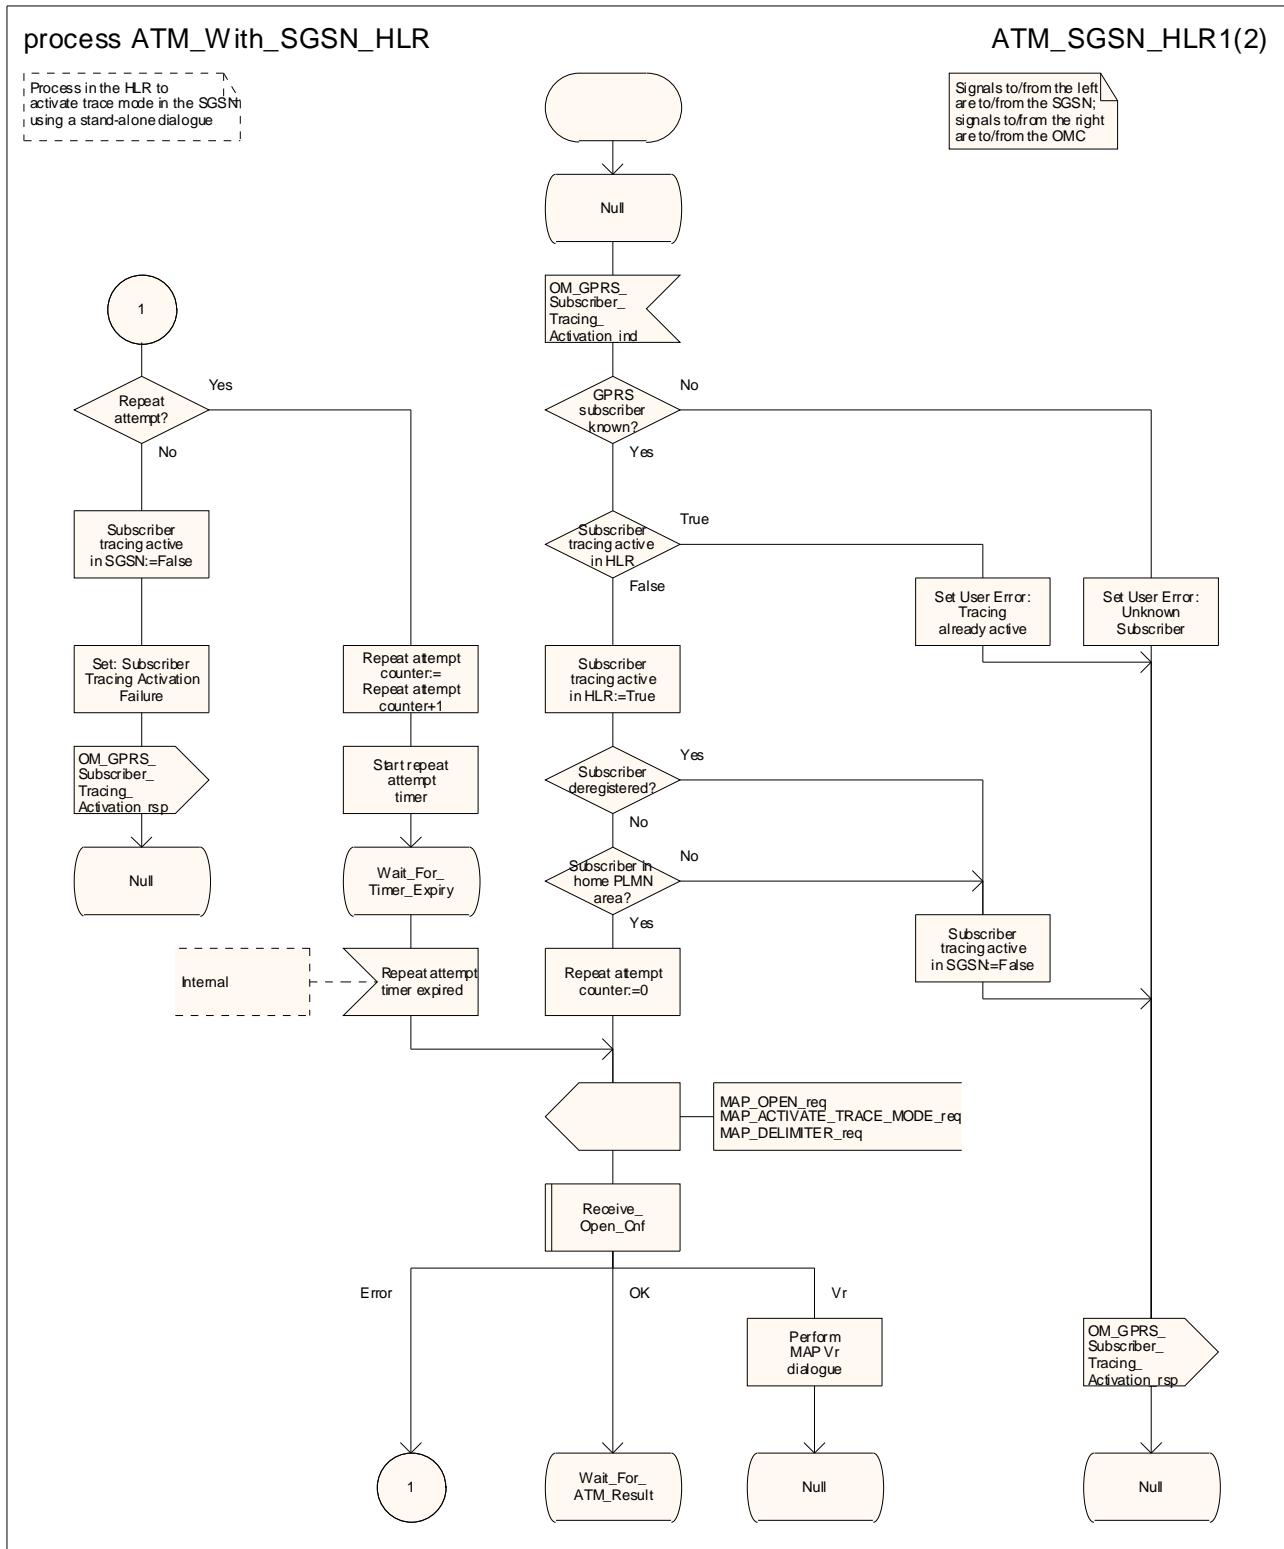 process ATM_With_SGSN_HLR
ATM_SGSN_HLR1(2)
Process in the HLR to
activate trace mode in the SGSN
using a stand-alone dialogue
Signals to/from the left
are to/from the SGSN;
signals to/from the right
are to/from the OMC
Null
OM_GPRS_
Subscriber_
Tracing_
Activation_ind
1
Repeat
attempt?
Yes
No
GPRS
subscriber
known?
No
Yes
Subscriber
tracing active
in SGSN:=False
Subscriber
tracing active
in HLR
True
False
Set User Error:
Tracing
already active
Set User Error:
Unknown
Subscriber
Set: Subscriber
Tracing Activation
Failure
Repeat attempt
counter:=
Repeat attempt
counter+1
Subscriber
tracing active
in HLR:=True
OM_GPRS_
Subscriber_
Tracing_
Activation_rsp
Start repeat
attempt
timer
Subscriber
deregistered?
Yes
No
Null
Wait_For_
Timer_Expiry
Subscriber in
home PLMN
area?
No
Yes
Subscriber
tracing active
in SGSN:=False
Internal
Repeat attempt
timer expired
Repeat attempt
counter:=0
MAP_OPEN_req
MAP_ACTIVATE_TRACE_MODE_req
MAP_DELIMITER_req
Receive_
Open_Cnf
Error
OK
Vr
Perform
MAP Vr
dialogue
OM_GPRS_
Subscriber_
Tracing_
Activation_rsp
1
Wait_For_
ATM_Result
Null
Null